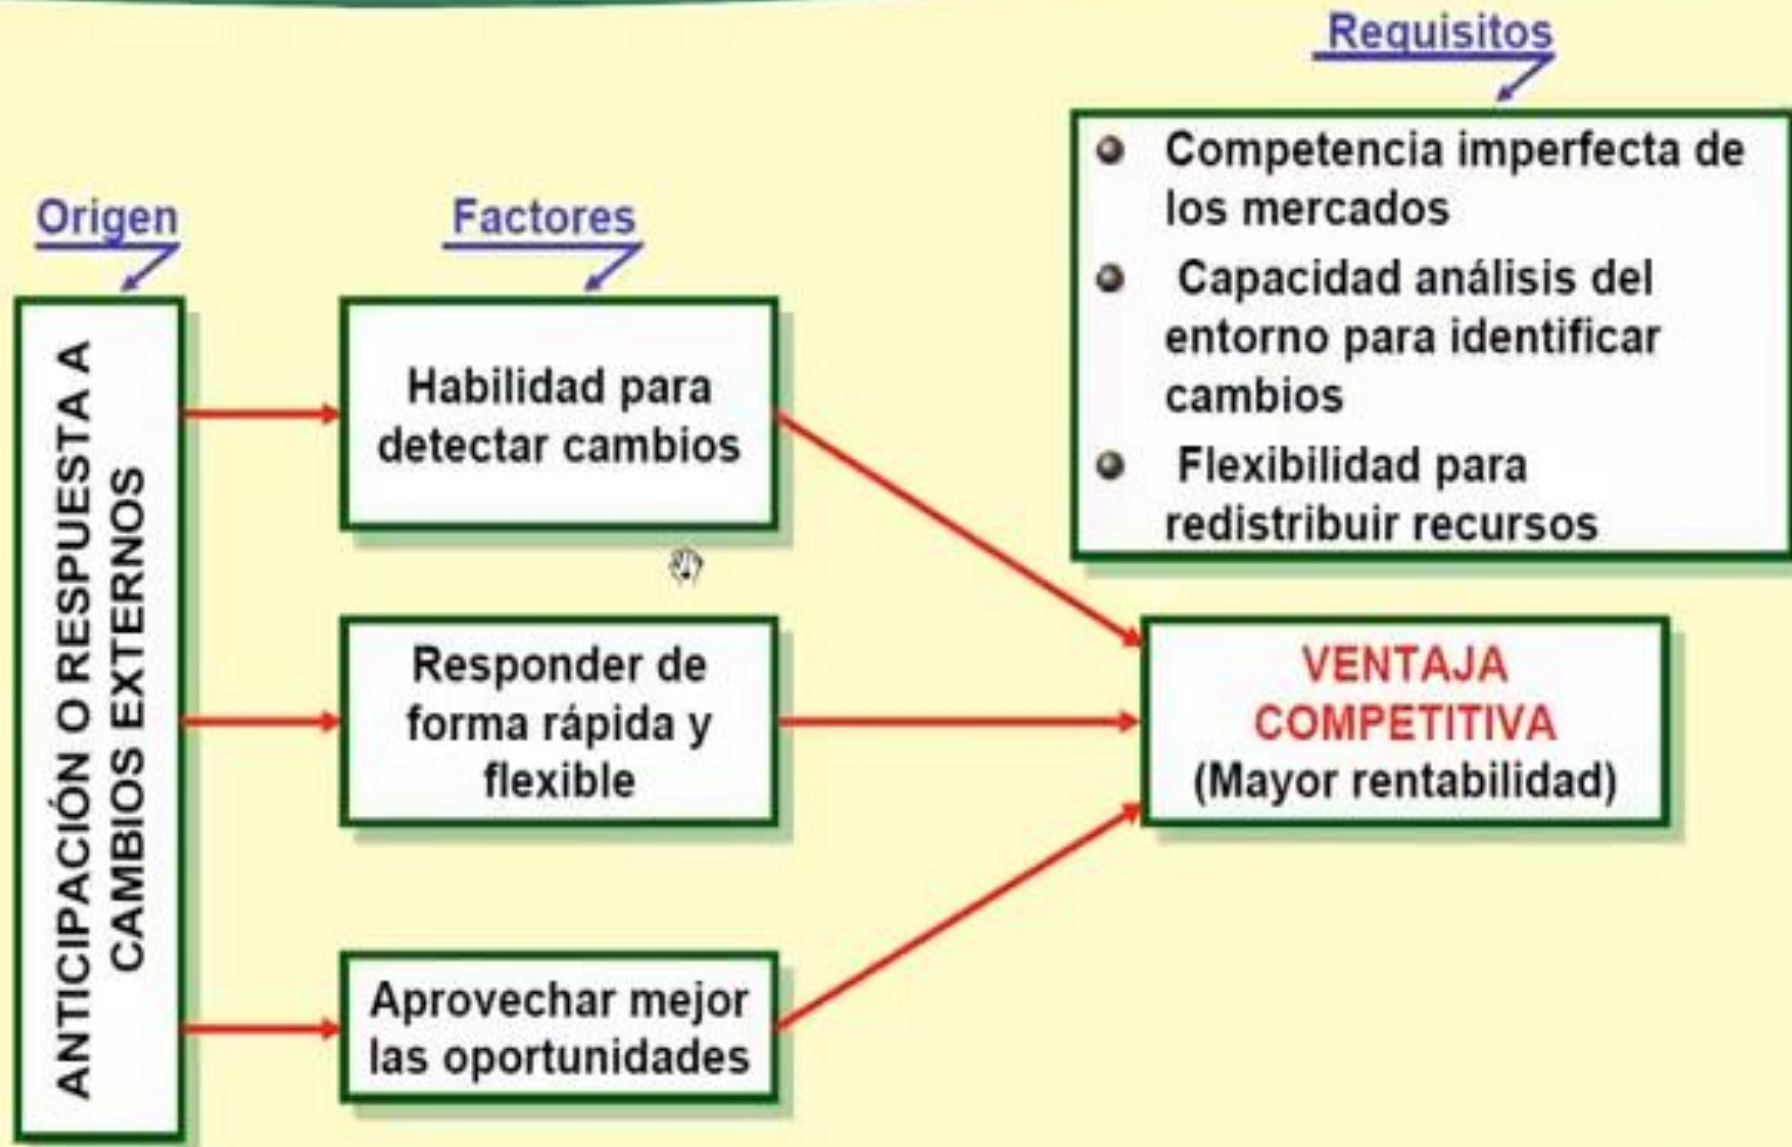 Requisitos
Competencia imperfecta de
los mercados
Capacidad análisis del
entorno para identificar
cambios
Flexibilidad para
redistribuir recursos
Origen
ANTICIPACIÓN O RESPUESTA A
CAMBIOS EXTERNOS
Factores
Habilidad para
detectar cambios
Responder de
forma rápida y
flexible
Aprovechar mejor
las oportunidades
VENTAJA
COMPETITIVA
(Mayor rentabilidad)